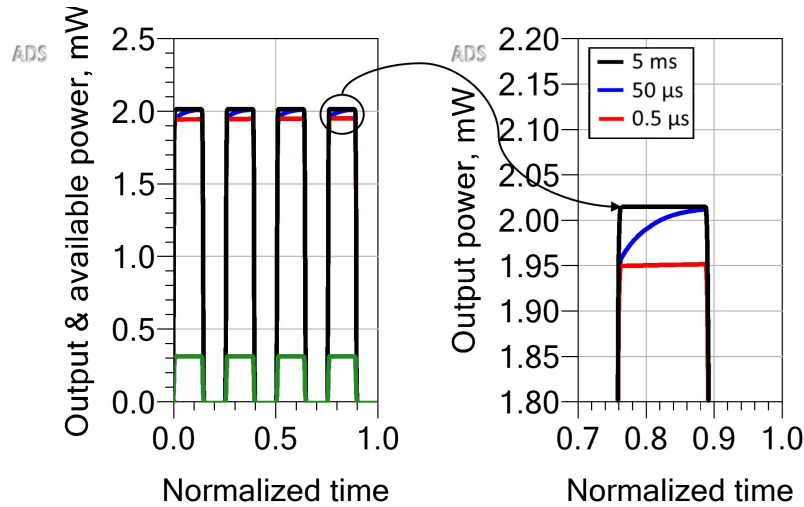 ADS
Output & available power, mW
2.5
2.0
1.5
1.0
0.5
0.0
0.0 0.5 1.0
Normalized time
ADS
Output power, mW
2.20
2.15
2.10
2.05
2.00
1.95
1.90
1.85
1.80
0.7 0.8 0.9 1.0
Normalized time
5 ms
50 µs
0.5 µs